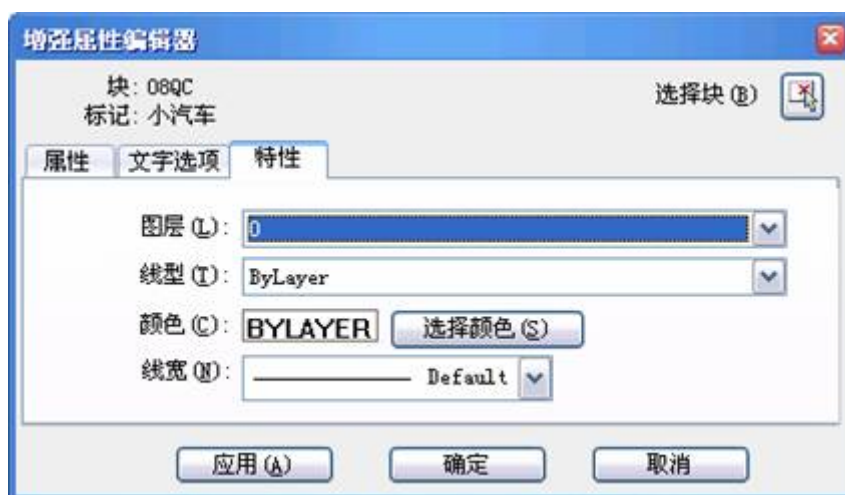 增强属性编辑器
块: 08QC
标记: 小汽车
选择块(B)
属性 文字选项 特性
图层(L): 0
线型(T): ByLayer
颜色(C): BYLAYER 选择颜色(S)
线宽(N): Default
应用(A) 确定 取消